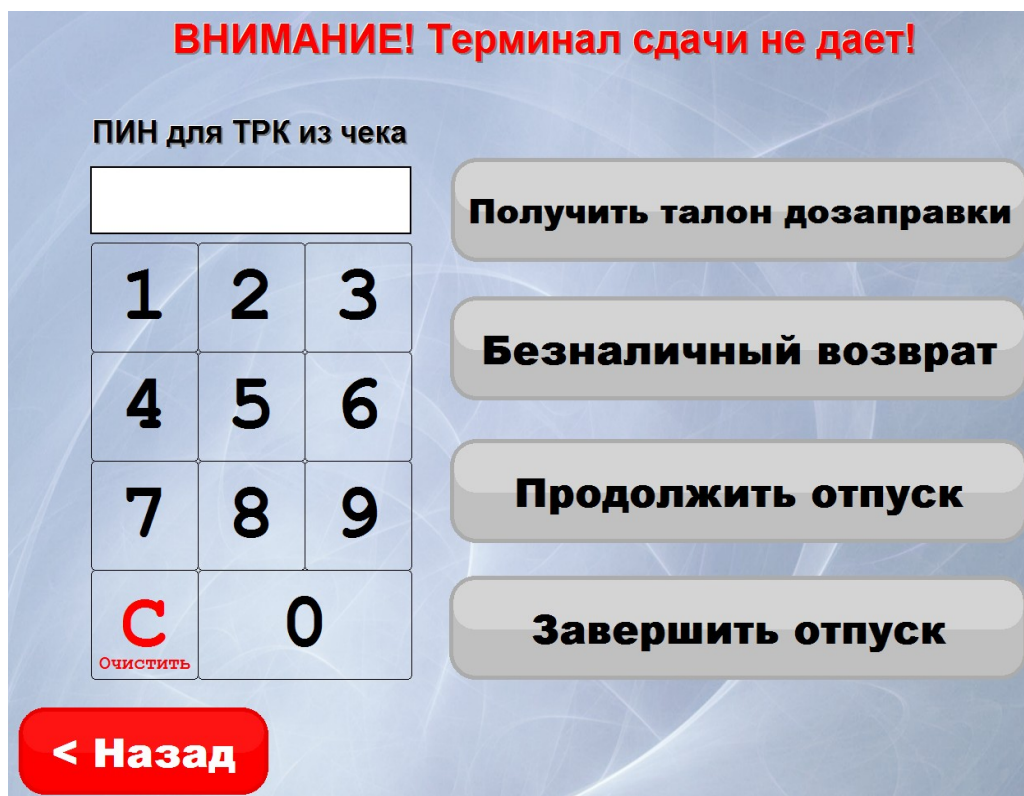 ВНИМАНИЕ! Терминал сдачи не дает!
ПИН для ТРК из чека
1 2 3
4 5 6
7 8 9
С 0
Очистить
Получить талон дозаправки
Безналичный возврат
Продолжить отпуск
Завершить отпуск
< Назад